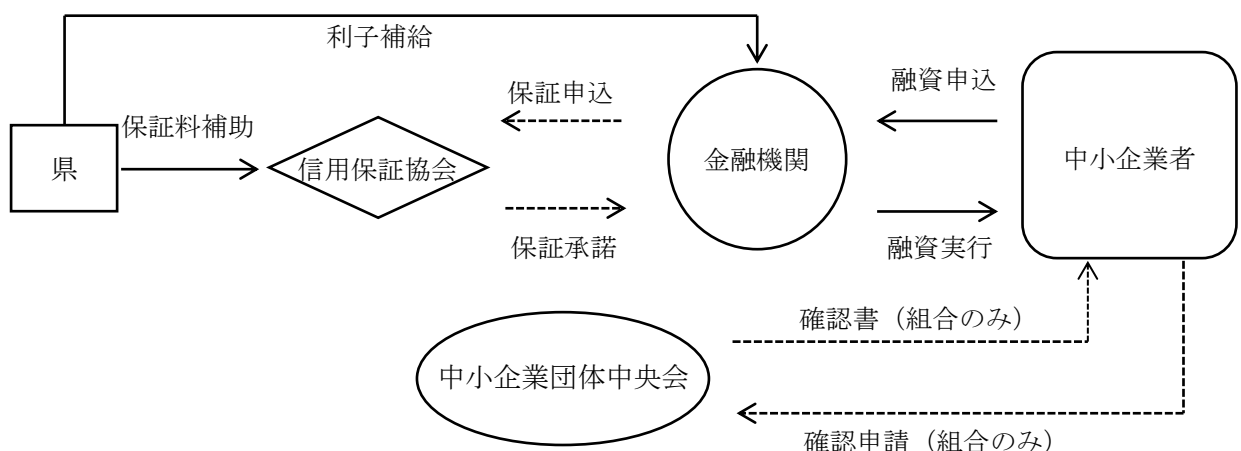 利子補給
保証申込
融資申込
保証料補助
県
信用保証協会
金融機関
中小企業者
保証承諾
融資実行
確認書（組合のみ）
中小企業団体中央会
確認申請（組合のみ）